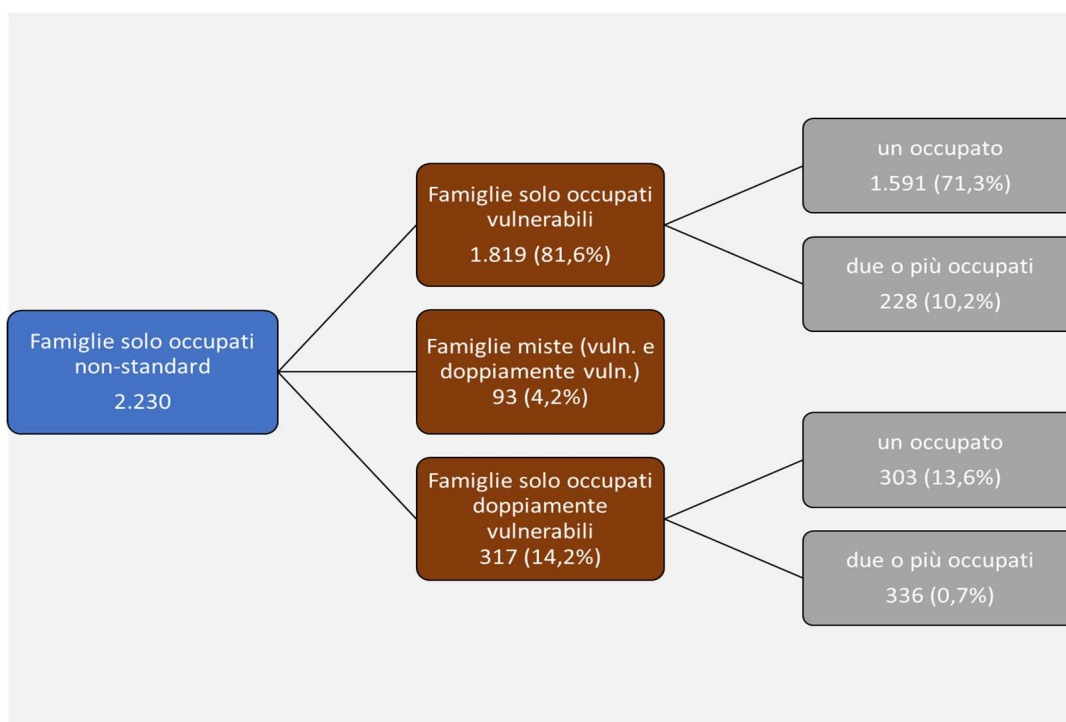 Famiglie solo occupati
non-standard
2.230
Famiglie solo occupati
vulnerabili
1.819 (81,6%)
un occupato
1.591 (71,3%)
due o più occupati
228 (10,2%)
Famiglie miste (vuln. e
doppiamente vuln.)
93 (4,2%)
Famiglie solo occupati
doppiamente
vulnerabili
317 (14,2%)
un occupato
303 (13,6%)
due o più occupati
336 (0,7%)